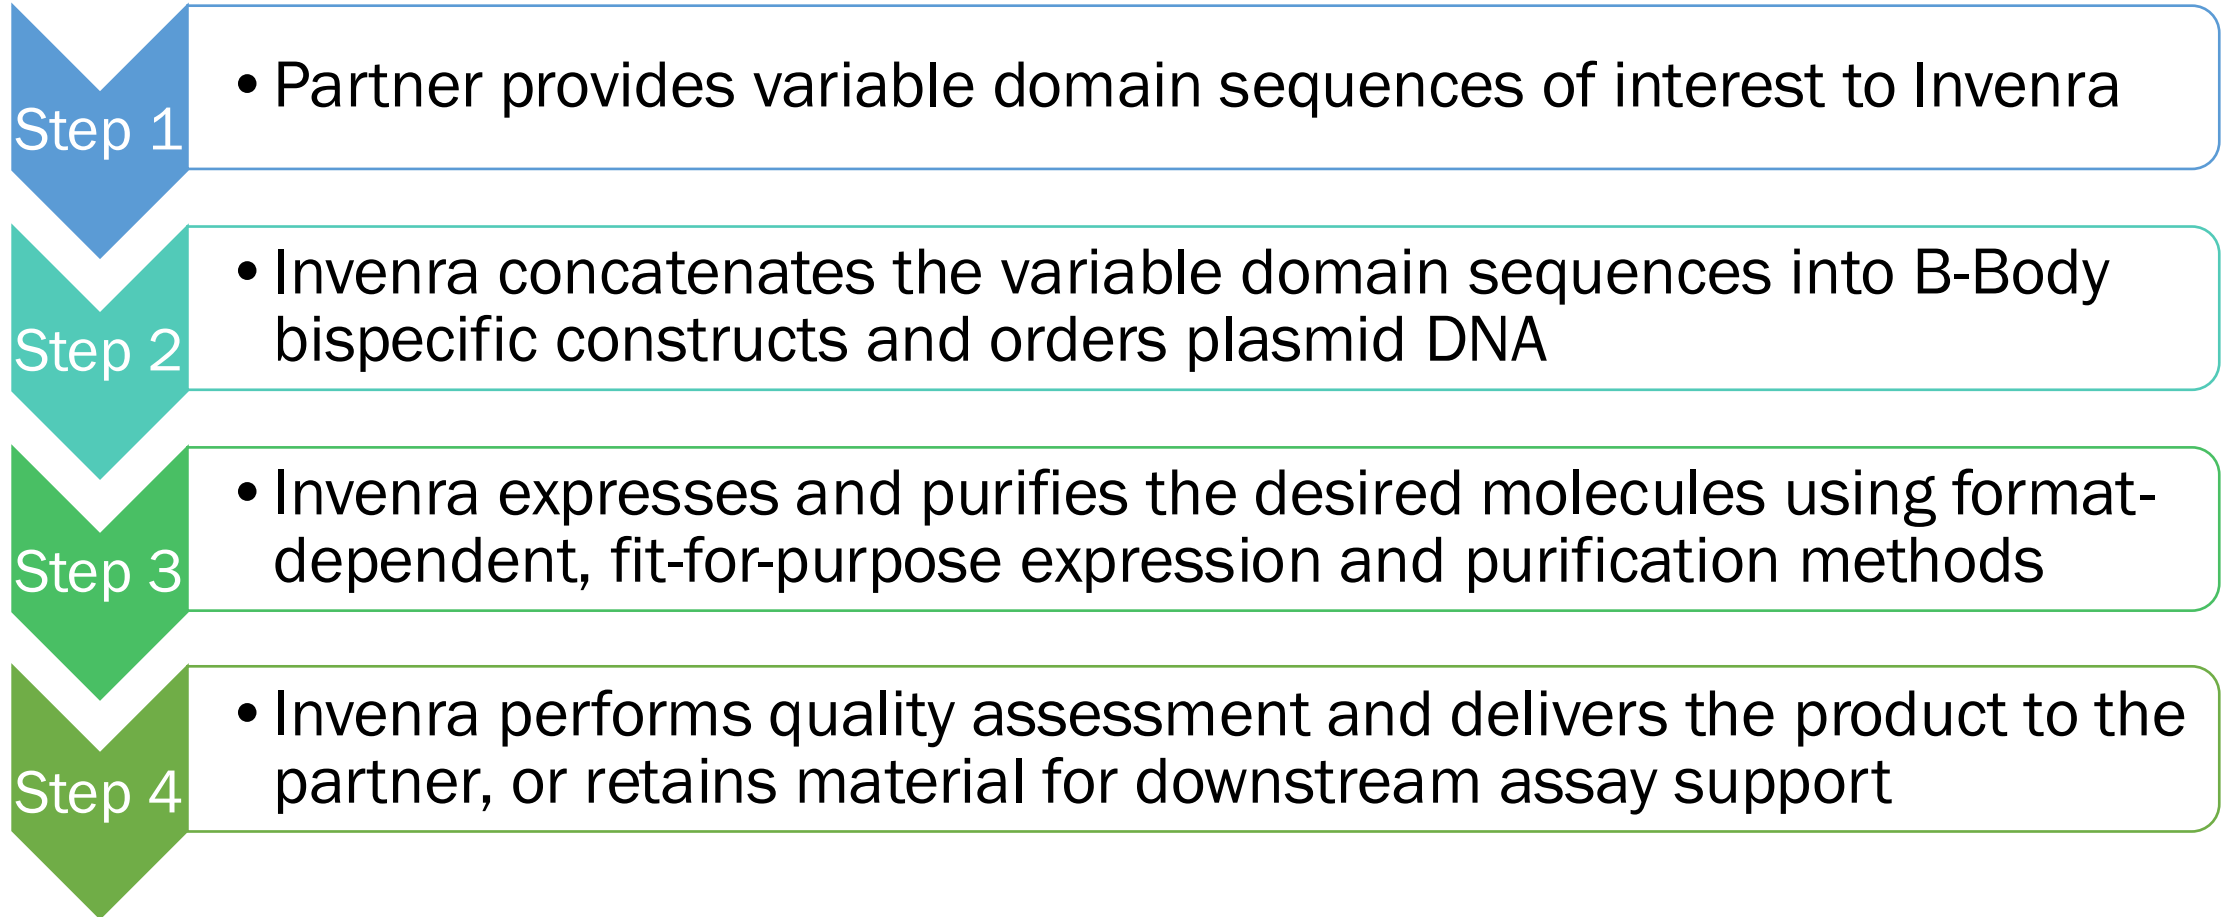 Step 1
• Partner provides variable domain sequences of interest to Invenra
Step 2
• Invenra concatenates the variable domain sequences into B-Body
bispecific constructs and orders plasmid DNA
Step 3
• Invenra expresses and purifies the desired molecules using format-
dependent, fit-for-purpose expression and purification methods
Step 4
• Invenra performs quality assessment and delivers the product to the
partner, or retains material for downstream assay support